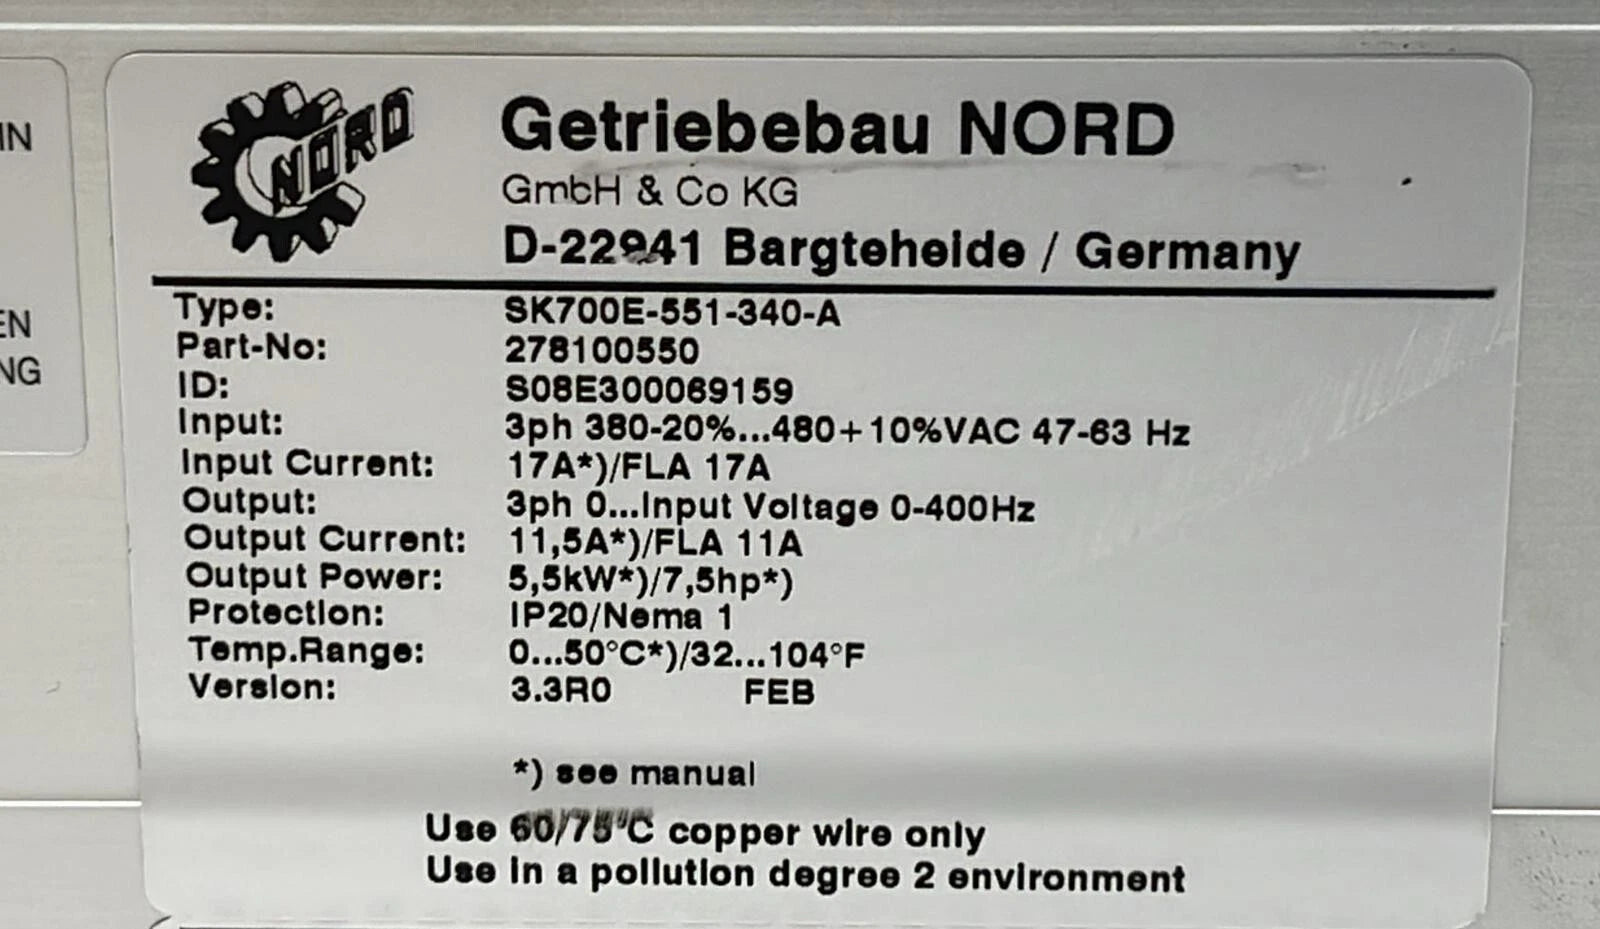 NORD
Getriebebau NORD
GmbH & Co KG
D-22941 Bargteheide / Germany
Type: SK700E-551-340-A
Part-No: 278100550
ID: S08E300069159
Input: 3ph 380-20%...480+10%VAC 47-63 Hz
Input Current: 17A*)/FLA 17A
Output: 3ph 0...Input Voltage 0-400Hz
Output Current: 11,5A*)/FLA 11A
Output Power: 5,5kW*)/7,5hp*)
Protection: IP20/Nema 1
Temp.Range: 0...50°C*)/32...104°F
Version: 3.3R0 FEB
*) see manual
Use 60/75°C copper wire only
Use in a pollution degree 2 environment